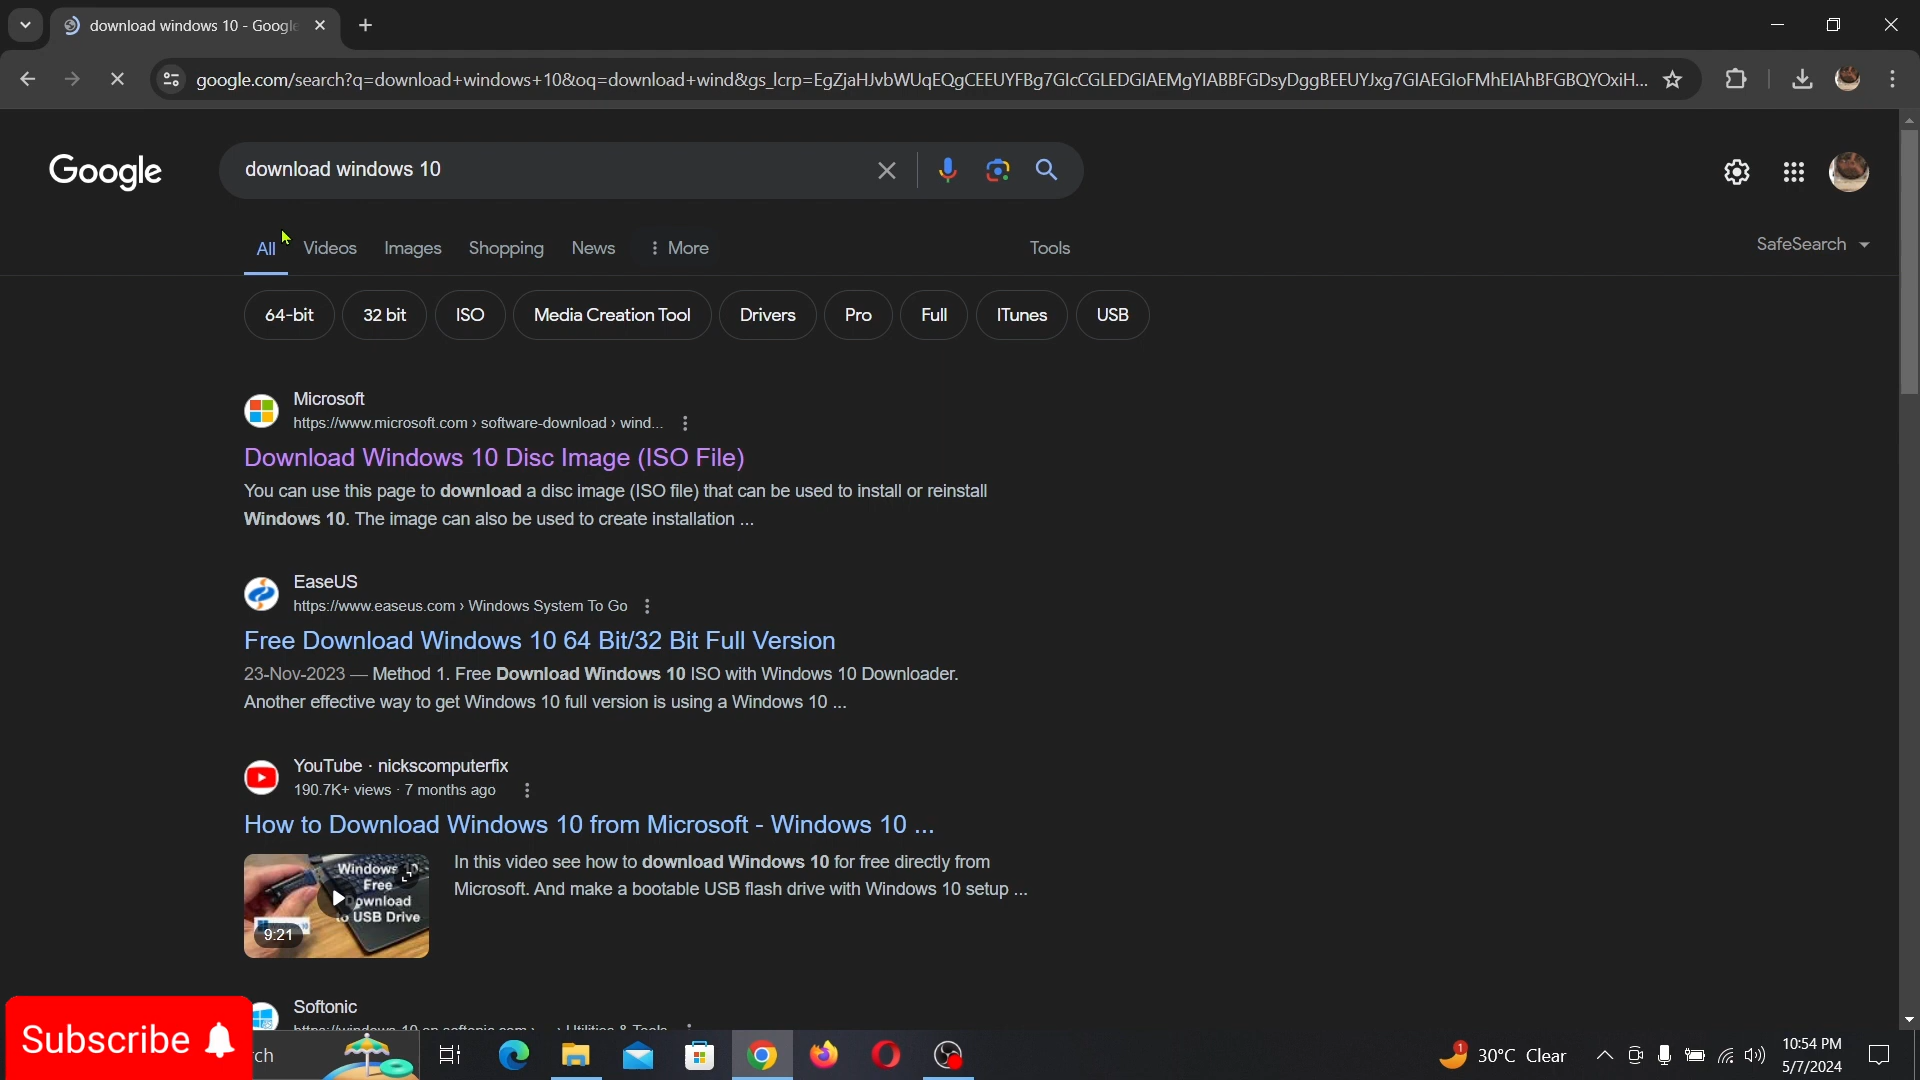 download windows 10 - Google
google.com/search?q=download+windows+10&oq=download+wind&gs_lcrp=EgZjaHJvbWUqEQgCEEUYFBg7GIcCGLEDGIAEMgYIABBFGDsyDggBEEUYJxg7GIAEGIoFMhEIAhBFGBQYOxiH...
Google
download windows 10
All
Videos
Images
Shopping
News
More
Tools
SafeSearch
64-bit
32 bit
ISO
Media Creation Tool
Drivers
Pro
Full
ITunes
USB
Microsoft
https://www.microsoft.com › software-download › wind...
Download Windows 10 Disc Image (ISO File)
You can use this page to download a disc image (ISO file) that can be used to install or reinstall
Windows 10. The image can also be used to create installation ...
EaseUS
https://www.easeus.com › Windows System To Go
Free Download Windows 10 64 Bit/32 Bit Full Version
23-Nov-2023 — Method 1. Free Download Windows 10 ISO with Windows 10 Downloader.
Another effective way to get Windows 10 full version is using a Windows 10 ...
YouTube · nickscomputerfix
190.7K+ views · 7 months ago
How to Download Windows 10 from Microsoft - Windows 10 ...
In this video see how to download Windows 10 for free directly from
Microsoft. And make a bootable USB flash drive with Windows 10 setup ...
Windows
Free
to USB Drive
9:21
Softonic
Subscribe
rch
1
30°C Clear
10:54 PM
5/7/2024